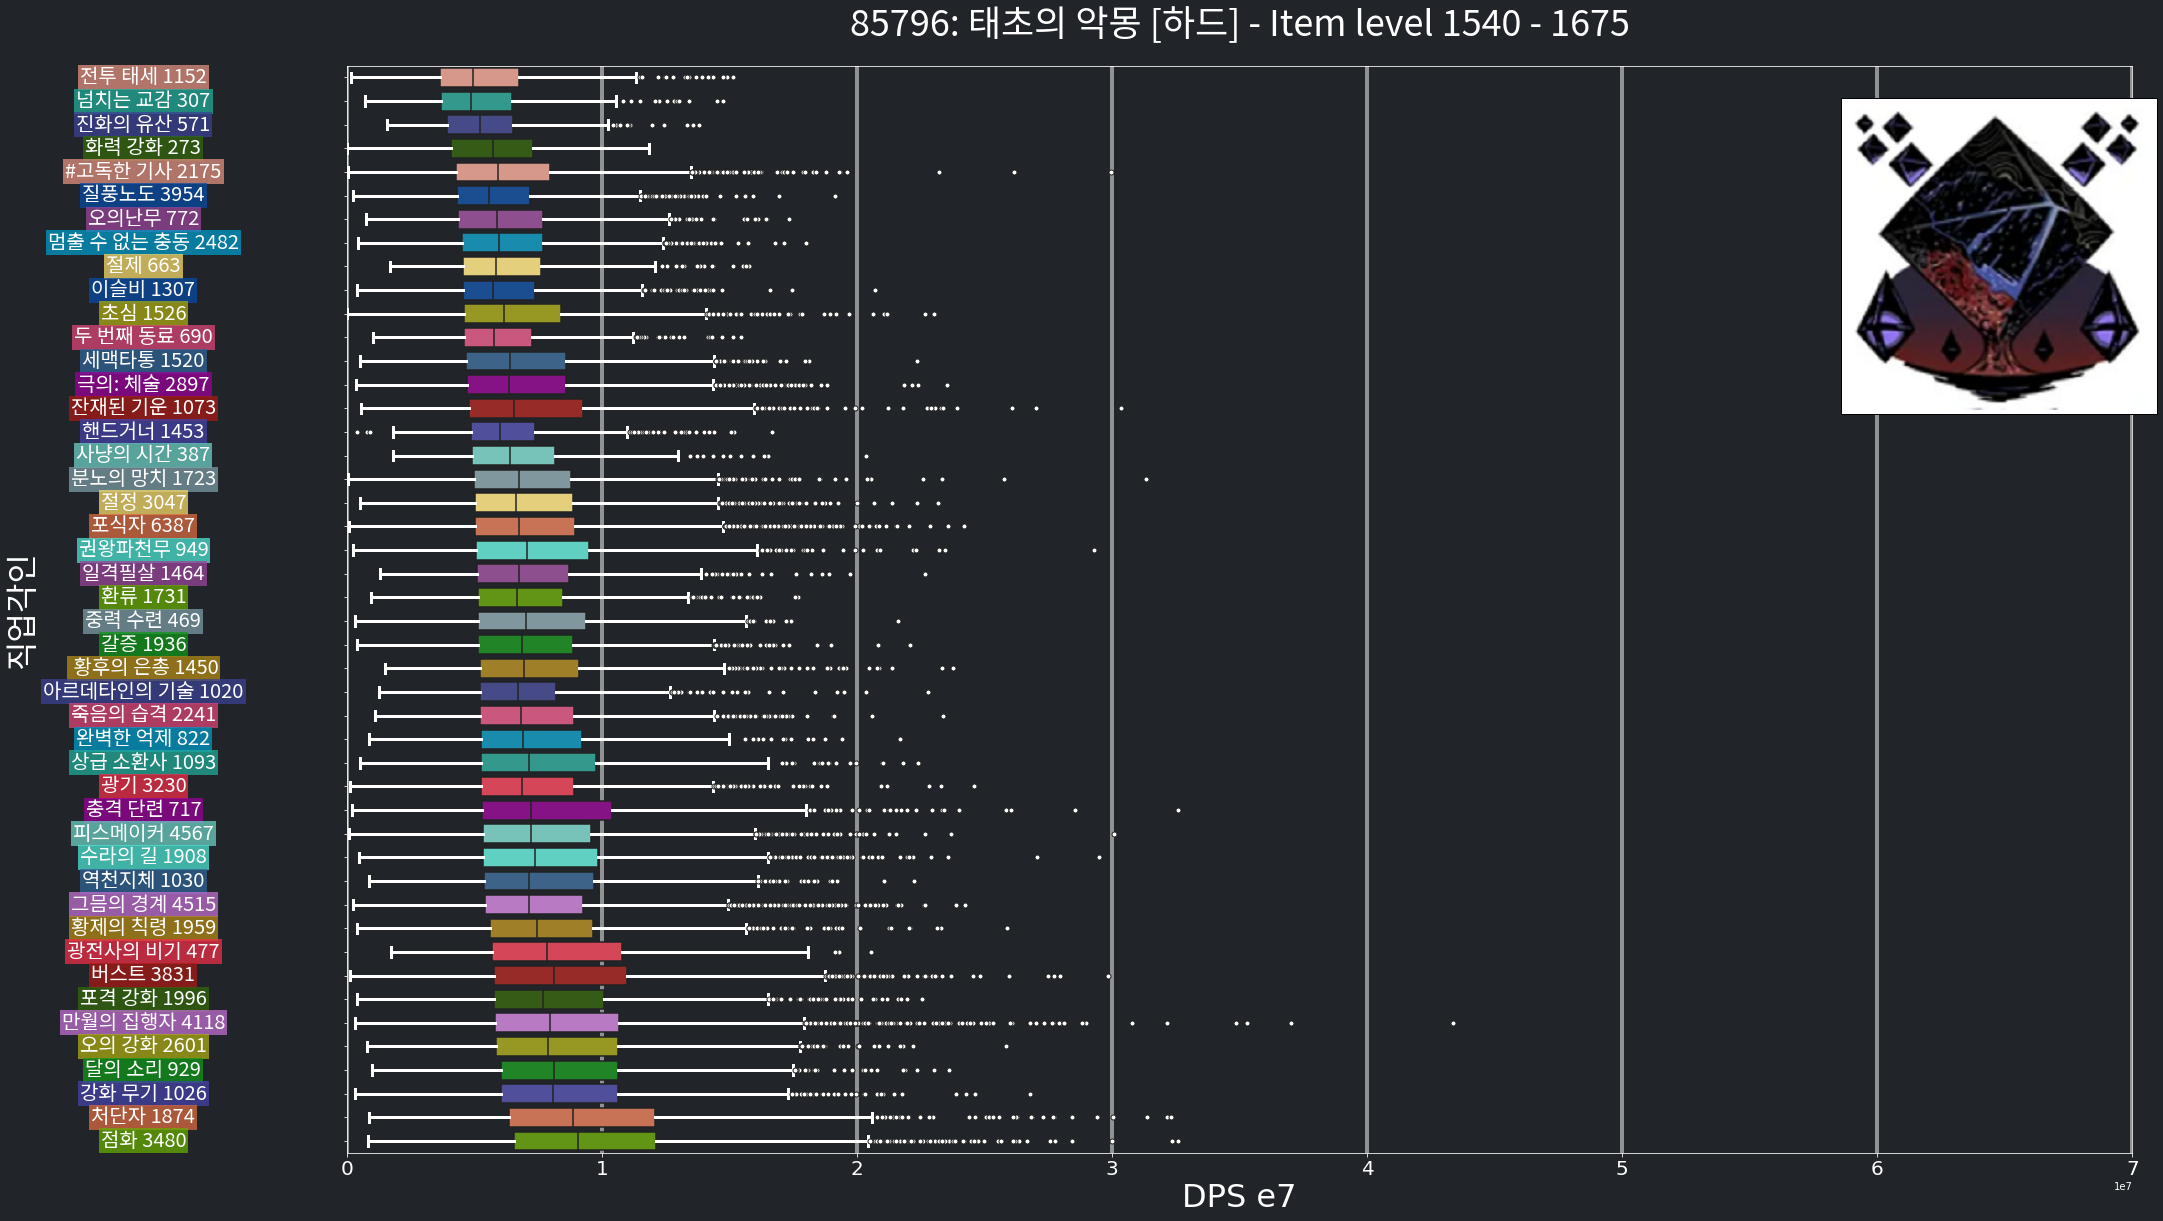 85796: 태초의 악몽 [하드] - Item level 1540 - 1675
직업각인
전투 태세 1152
넘치는 교감 307
진화의 유산 571
화력 강화 273
#고독한 기사 2175
질풍노도 3954
오의난무 772
멈출 수 없는 충동 2482
절제 663
이슬비 1307
초심 1526
두 번째 동료 690
세맥타통 1520
극의: 체술 2897
잔재된 기운 1073
핸드거너 1453
사냥의 시간 387
분노의 망치 1723
절정 3047
포식자 6387
권왕파천무 949
일격필살 1464
환류 1731
중력 수련 469
갈증 1936
황후의 은총 1450
아르데타인의 기술 1020
죽음의 습격 2241
완벽한 억제 822
상급 소환사 1093
광기 3230
충격 단련 717
피스메이커 4567
수라의 길 1908
역천지체 1030
그믐의 경계 4515
황제의 칙령 1959
광전사의 비기 477
버스트 3831
포격 강화 1996
만월의 집행자 4118
오의 강화 2601
달의 소리 929
강화 무기 1026
처단자 1874
점화 3480
0 1 2 3 4 5 6 7
1e7
DPS e7